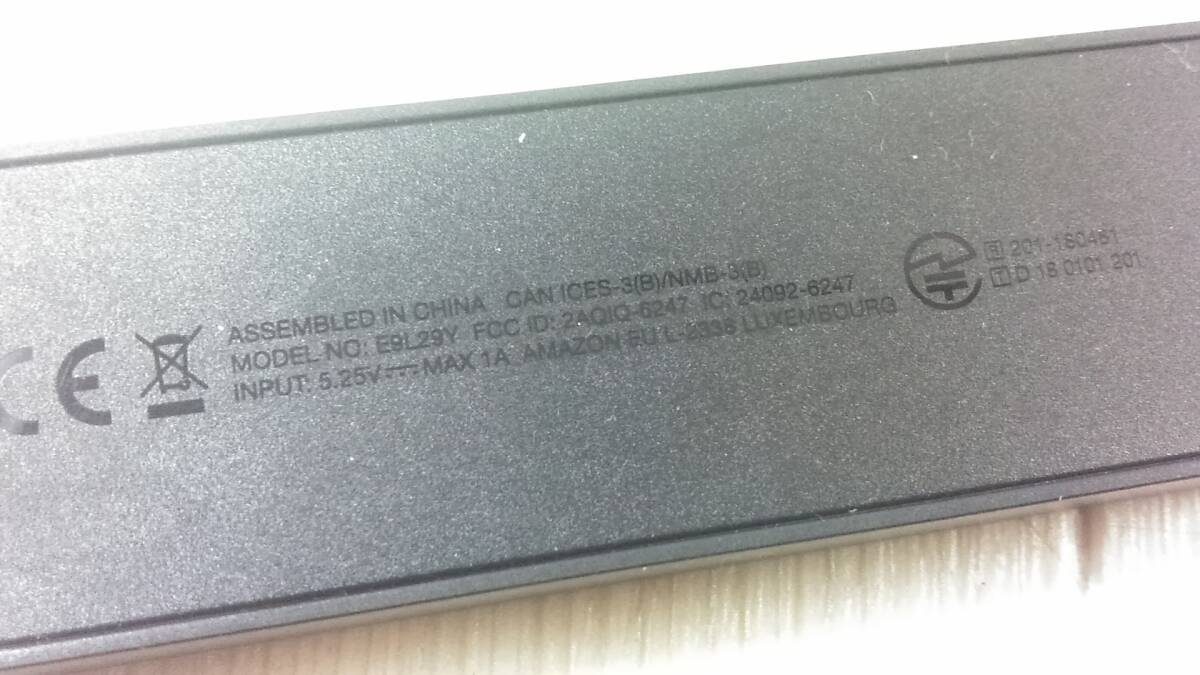 CE
ASSEMBLED IN CHINA CAN ICES-3(B)/NMB-3(B)
MODEL NO: E9L29Y FCC ID: 2AQIQ-6247 IC: 24092-6247
INPUT: 5.25V⎓MAX 1A AMAZON EU L-2338 LUXEMBOURG
R 201-180461
T D 18 0101 201